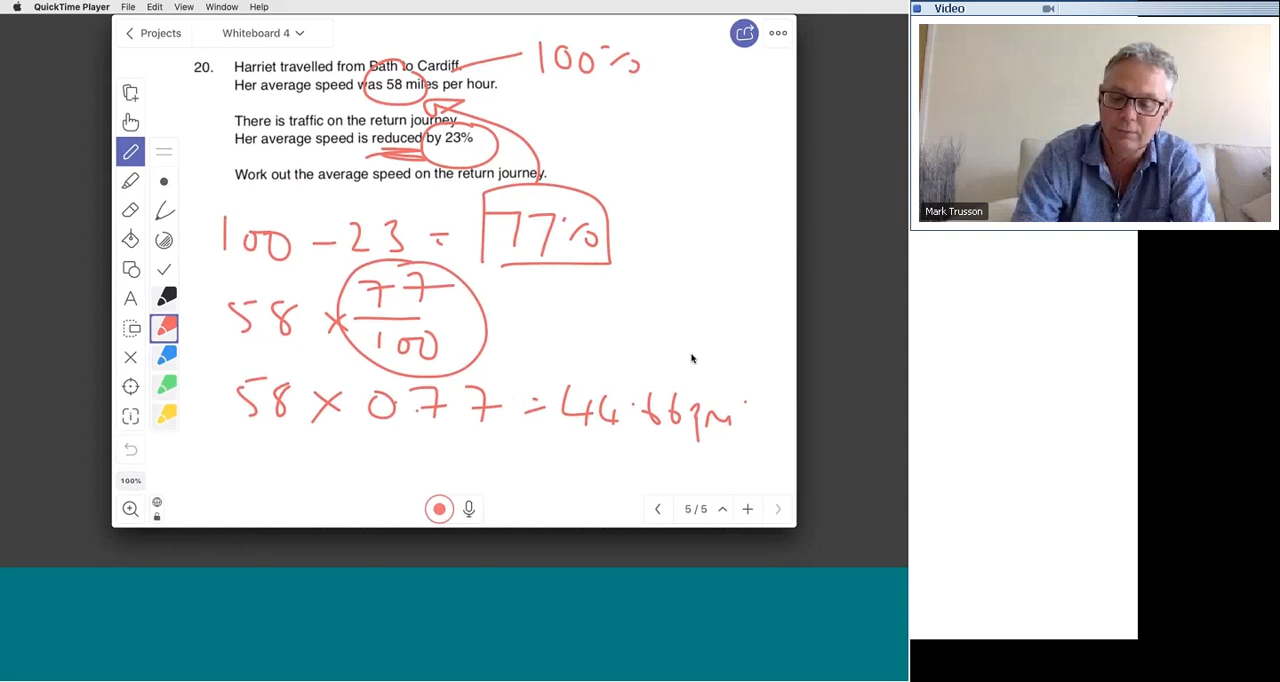 QuickTime Player File Edit View Window Help
Video
Projects
Whiteboard 4
100%
20. Harriet travelled from Bath to Cardiff.
Her average speed was 58 miles per hour.
There is traffic on the return journey.
Her average speed is reduced by 23%
Work out the average speed on the return journey.
100 - 23 = 77%
58 × 77
100
58 × 0.77 = 44.66
A
100%
5 / 5
Mark Trusson